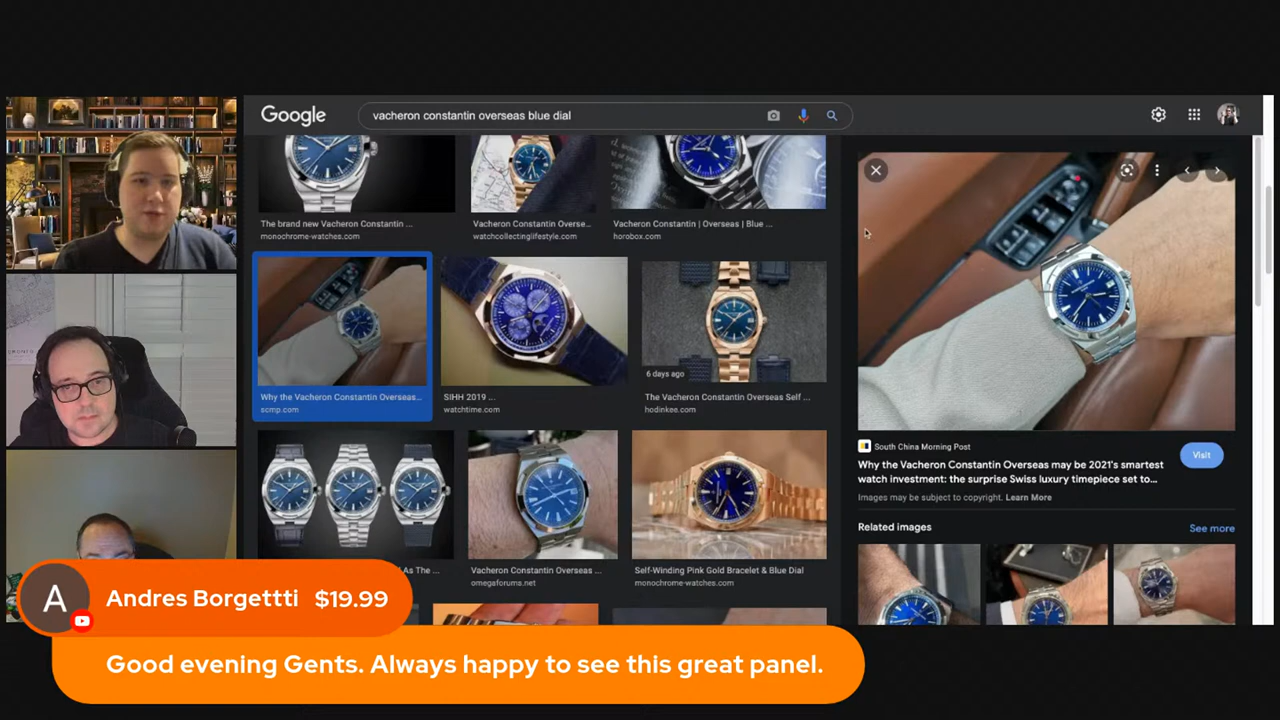 Google
vacheron constantin overseas blue dial
The brand new Vacheron Constantin ...
monochrome-watches.com
Vacheron Constantin Overse...
watchcollectinglifestyle.com
Vacheron Constantin | Overseas | Blue ...
horobox.com
Why the Vacheron Constantin Overseas...
scmp.com
SIHH 2019 ...
watchtime.com
6 days ago
The Vacheron Constantin Overseas Self ...
hodinkee.com
As The ...
Vacheron Constantin Overseas ...
omegaforums.net
Self-Winding Pink Gold Bracelet & Blue Dial
monochrome-watches.com
South China Morning Post
Why the Vacheron Constantin Overseas may be 2021's smartest
watch investment: the surprise Swiss luxury timepiece set to...
Visit
Images may be subject to copyright. Learn More
Related images
See more
A
Andres Borgettti $19.99
Good evening Gents. Always happy to see this great panel.